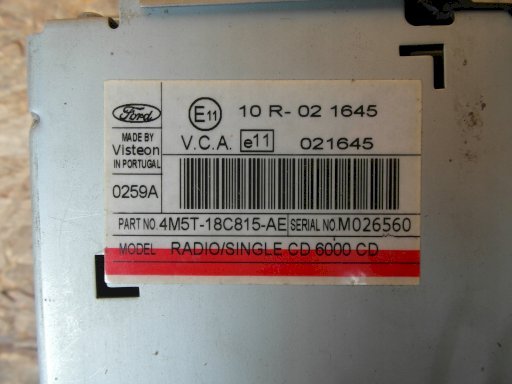 Ford
E11 10 R-02 1645
MADE BY
Visteon
IN PORTUGAL
V.C.A. e11 021645
0259A
PART NO. 4M5T-18C815-AE SERIAL NO. M026560
MODEL RADIO/SINGLE CD 6000 CD